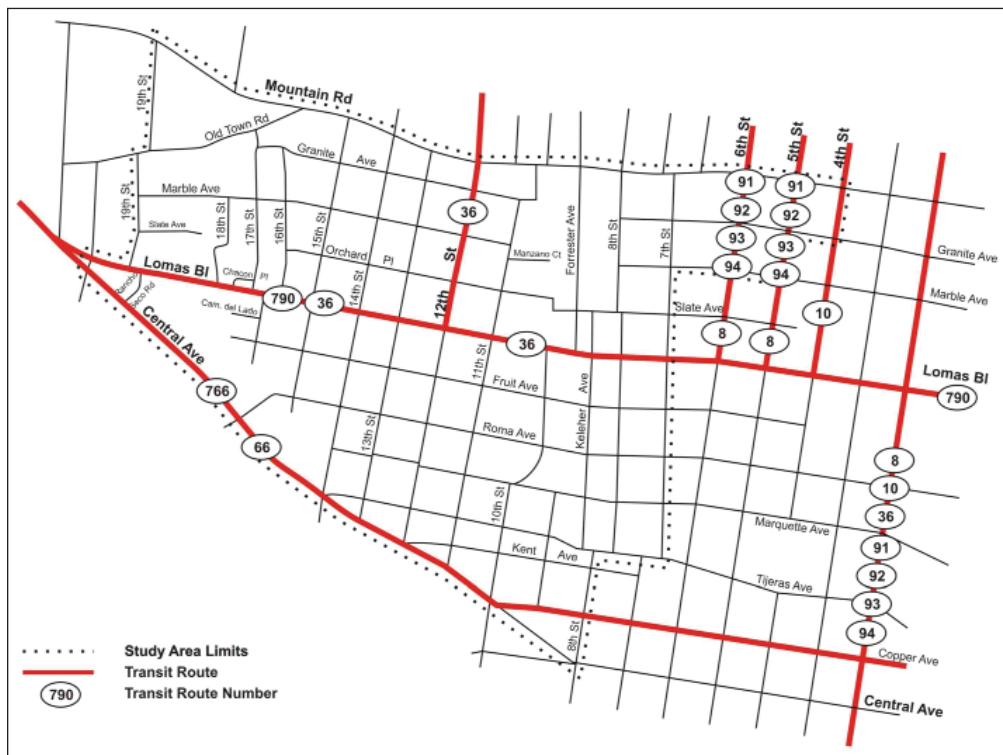 19th St
Mountain Rd
Old Town Rd
6th St
5th St
4th St
Granite Ave
91
91
Marble Ave
19th St
18th St
17th St
16th St
15th St
36
92
92
Slate Ave
12th St
Forrester Ave
8th St
7th St
93
93
Orchard Pl
Manzano Ct
Granite Ave
Lomas Bl
Chacon Pl
14th St
94
94
Marble Ave
Rancho Seco Rd
790
36
Cam. del Lado
Slate Ave
10
Central Ave
36
8
8
11th St
Lomas Bl
766
Fruit Ave
Keleher Ave
790
66
13th St
Roma Ave
8
10
10th St
Marquette Ave
36
Kent Ave
91
Tijeras Ave
92
93
94
8th St
Copper Ave
Central Ave
Study Area Limits
Transit Route
790
Transit Route Number